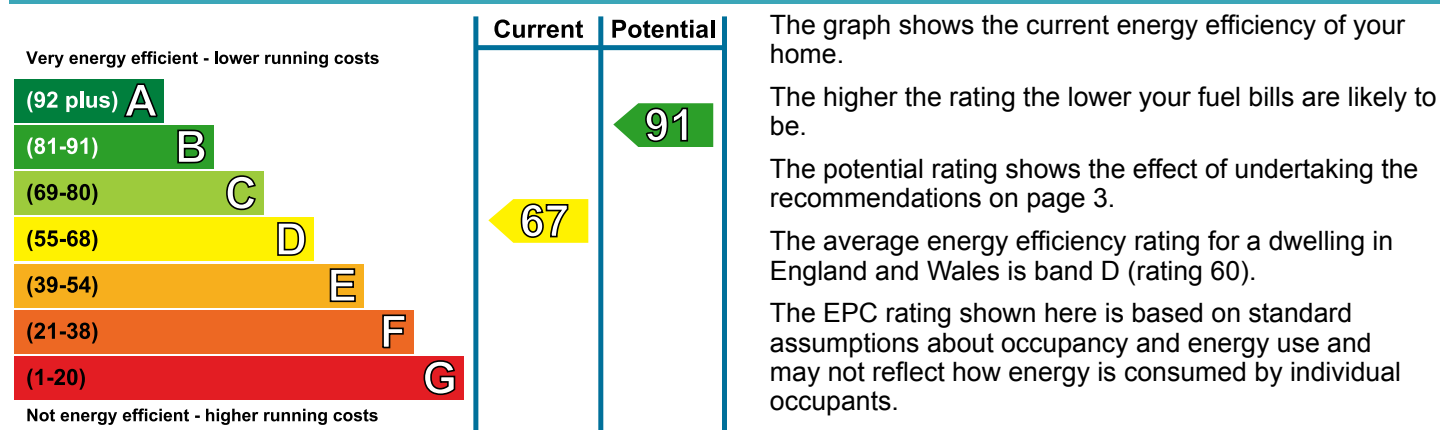 Current Potential
Very energy efficient - lower running costs
(92 plus) A
(81-91) B
(69-80) C
(55-68) D
(39-54) E
(21-38) F
(1-20) G
Not energy efficient - higher running costs
67
91
The graph shows the current energy efficiency of your
home.
The higher the rating the lower your fuel bills are likely to
be.
The potential rating shows the effect of undertaking the
recommendations on page 3.
The average energy efficiency rating for a dwelling in
England and Wales is band D (rating 60).
The EPC rating shown here is based on standard
assumptions about occupancy and energy use and
may not reflect how energy is consumed by individual
occupants.